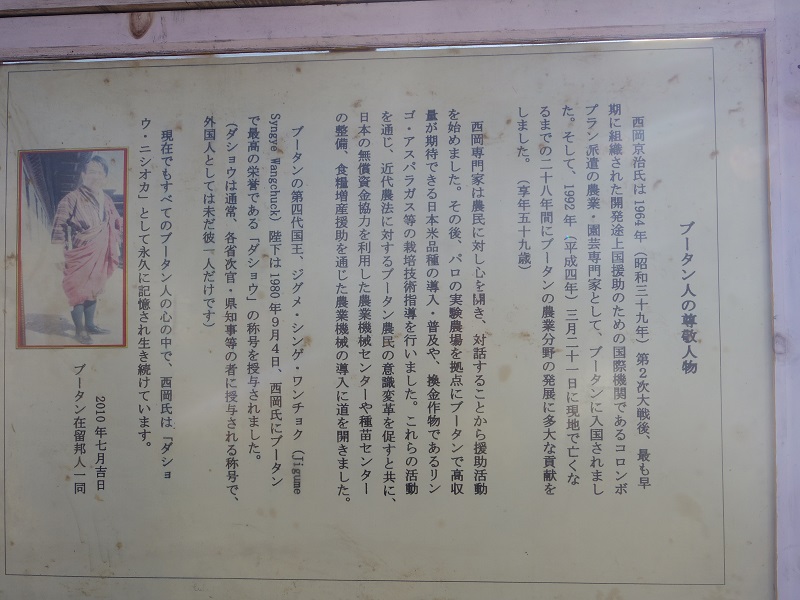 ブータン人の尊敬人物
西岡京治氏は1964年（昭和三十九年）第２次大戦後、最も早
期に組織された開発途上国援助のための国際機関であるコロンボ
プラン派遣の農業・園芸専門家として、ブータンに入国されまし
た。そして、1992年（平成四年）三月二十一日に現地で亡くな
るまでの二十八年間にブータンの農業分野の発展に多大な貢献を
しました。（享年五十九歳）
西岡専門家は農民に対し心を開き、対話することから援助活動
を始めました。その後、パロの実験農場を拠点にブータンで高収
量が期待できる日本米品種の導入・普及や、換金作物であるリン
ゴ・アスパラガス等の栽培技術指導を行いました。これらの活動
を通じ、近代農法に対するブータン農民の意識変革を促すと共に、
日本の無償資金協力を利用した農業機械センターや種苗センター
の整備、食糧増産援助を通じた農業機械の導入に道を開きました。
ブータンの第四代国王、ジグメ・シンゲ・ワンチョク（Jigume
Syngye Wangchuck）陛下は1980年９月４日、西岡氏にブータン
で最高の栄誉である「ダショウ」の称号を授与されました。
（ダショウは通常、各省次官・県知事等の者に授与される称号で、
外国人としては未だ彼一人だけです）
現在でもすべてのブータン人の心の中で、西岡氏は『ダショ
ウ・ニシオカ』として永久に記憶され生き続けています。
2010年七月吉日
ブータン在留邦人一同